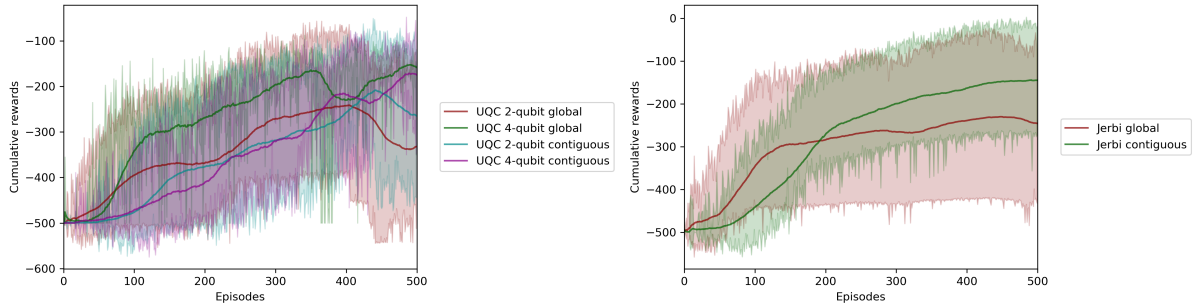 −100
−200
−300
−400
−500
−600
0
100
200
300
400
500
Cumulative rewards
Episodes
UQC 2-qubit global
UQC 4-qubit global
UQC 2-qubit contiguous
UQC 4-qubit contiguous
0
−100
−200
−300
−400
−500
0
100
200
300
400
500
Cumulative rewards
Episodes
Jerbi global
Jerbi contiguous